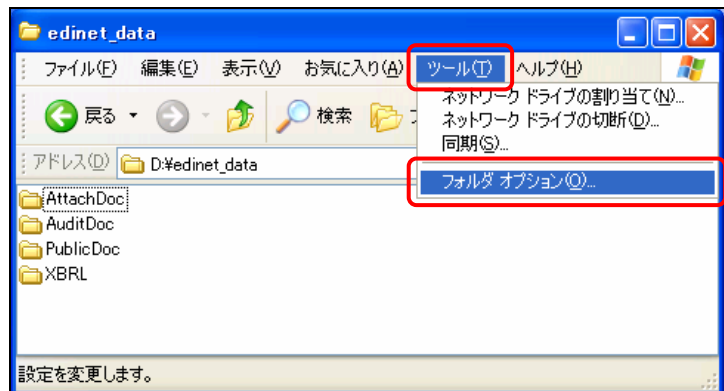 edinet_data
ファイル(F) 編集(E) 表示(V) お気に入り(A) ツール(T) ヘルプ(H)
戻る 検索
ネットワーク ドライブの割り当て(N)...
ネットワーク ドライブの切断(D)...
同期(S)...
フォルダ オプション(O)...
アドレス(D) D:¥edinet_data
AttachDoc
AuditDoc
PublicDoc
XBRL
設定を変更します。